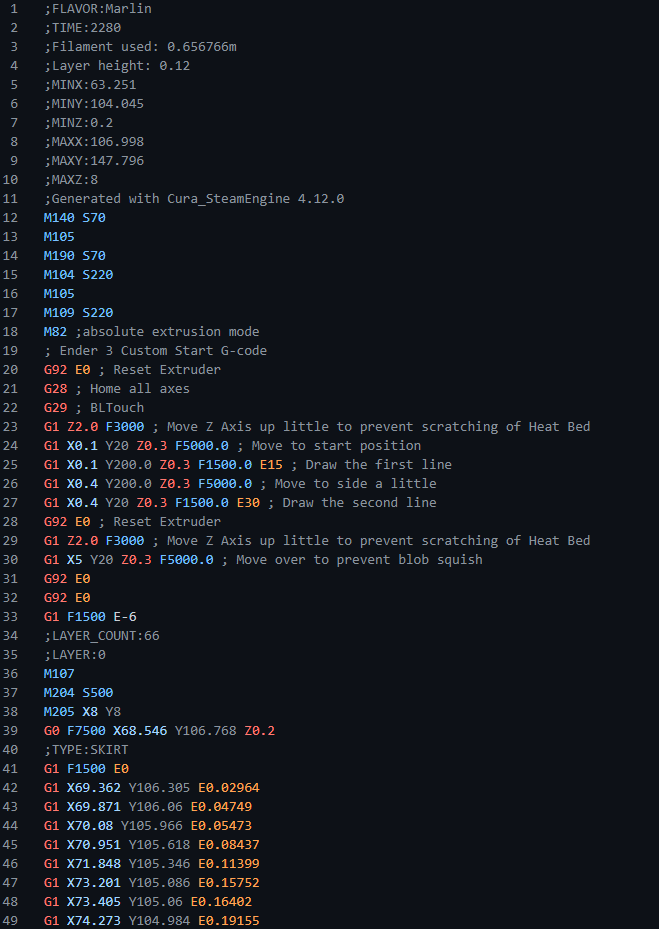 1 ;FLAVOR:Marlin
2 ;TIME:2280
3 ;Filament used: 0.656766m
4 ;Layer height: 0.12
5 ;MINX:63.251
6 ;MINY:104.045
7 ;MINZ:0.2
8 ;MAXX:106.998
9 ;MAXY:147.796
10 ;MAXZ:8
11 ;Generated with Cura_SteamEngine 4.12.0
12 M140 S70
13 M105
14 M190 S70
15 M104 S220
16 M105
17 M109 S220
18 M82 ;absolute extrusion mode
19 ; Ender 3 Custom Start G-code
20 G92 E0 ; Reset Extruder
21 G28 ; Home all axes
22 G29 ; BLTouch
23 G1 Z2.0 F3000 ; Move Z Axis up little to prevent scratching of Heat Bed
24 G1 X0.1 Y20 Z0.3 F5000.0 ; Move to start position
25 G1 X0.1 Y200.0 Z0.3 F1500.0 E15 ; Draw the first line
26 G1 X0.4 Y200.0 Z0.3 F5000.0 ; Move to side a little
27 G1 X0.4 Y20 Z0.3 F1500.0 E30 ; Draw the second line
28 G92 E0 ; Reset Extruder
29 G1 Z2.0 F3000 ; Move Z Axis up little to prevent scratching of Heat Bed
30 G1 X5 Y20 Z0.3 F5000.0 ; Move over to prevent blob squish
31 G92 E0
32 G92 E0
33 G1 F1500 E-6
34 ;LAYER_COUNT:66
35 ;LAYER:0
36 M107
37 M204 S500
38 M205 X8 Y8
39 G0 F7500 X68.546 Y106.768 Z0.2
40 ;TYPE:SKIRT
41 G1 F1500 E0
42 G1 X69.362 Y106.305 E0.02964
43 G1 X69.871 Y106.06 E0.04749
44 G1 X70.08 Y105.966 E0.05473
45 G1 X70.951 Y105.618 E0.08437
46 G1 X71.848 Y105.346 E0.11399
47 G1 X73.201 Y105.086 E0.15752
48 G1 X73.405 Y105.06 E0.16402
49 G1 X74.273 Y104.984 E0.19155